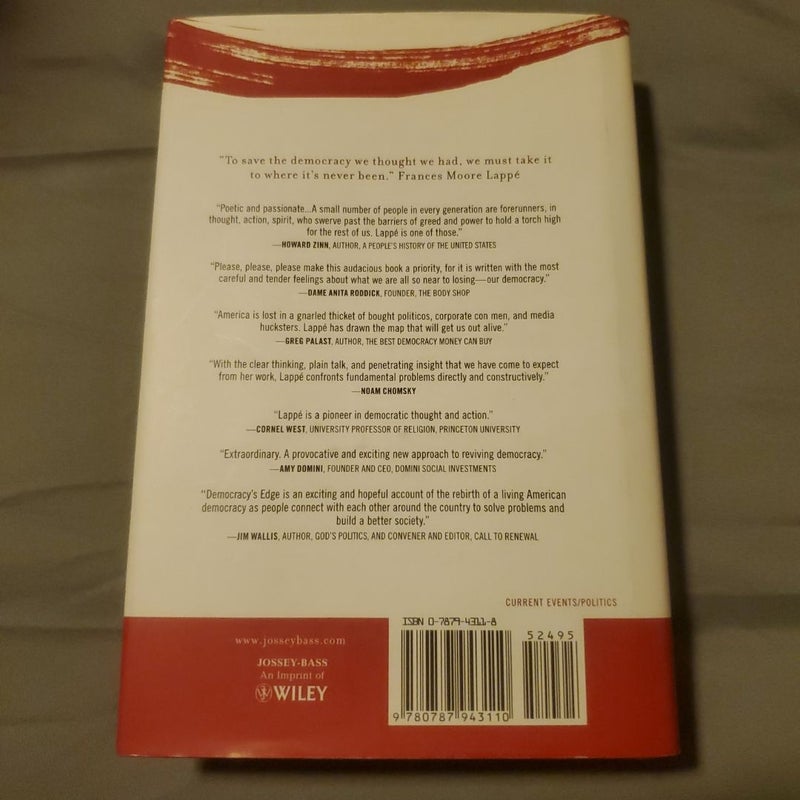 "To save the democracy we thought we had, we must take it
to where it's never been." Frances Moore Lappé
"Poetic and passionate...A small number of people in every generation are forerunners, in
thought, action, spirit, who swerve past the barriers of greed and power to hold a torch high
for the rest of us. Lappé is one of those."
—HOWARD ZINN, AUTHOR, A PEOPLE'S HISTORY OF THE UNITED STATES
"Please, please, please make this audacious book a priority, for it is written with the most
careful and tender feelings about what we are all so near to losing—our democracy."
—DAME ANITA RODDICK, FOUNDER, THE BODY SHOP
"America is lost in a gnarled thicket of bought politicos, corporate con men, and media
hucksters. Lappé has drawn the map that will get us out alive."
—GREG PALAST, AUTHOR, THE BEST DEMOCRACY MONEY CAN BUY
"With the clear thinking, plain talk, and penetrating insight that we have come to expect
from her work, Lappé confronts fundamental problems directly and constructively."
—NOAM CHOMSKY
"Lappé is a pioneer in democratic thought and action."
—CORNEL WEST, UNIVERSITY PROFESSOR OF RELIGION, PRINCETON UNIVERSITY
"Extraordinary. A provocative and exciting new approach to reviving democracy."
—AMY DOMINI, FOUNDER AND CEO, DOMINI SOCIAL INVESTMENTS
"Democracy's Edge is an exciting and hopeful account of the rebirth of a living American
democracy as people connect with each other around the country to solve problems and
build a better society."
—JIM WALLIS, AUTHOR, GOD'S POLITICS, AND CONVENER AND EDITOR, CALL TO RENEWAL
CURRENT EVENTS/POLITICS
www.josseybass.com
JOSSEY-BASS
An Imprint of
WILEY
ISBN 0-7879-4311-8
52495
9 780787 943110